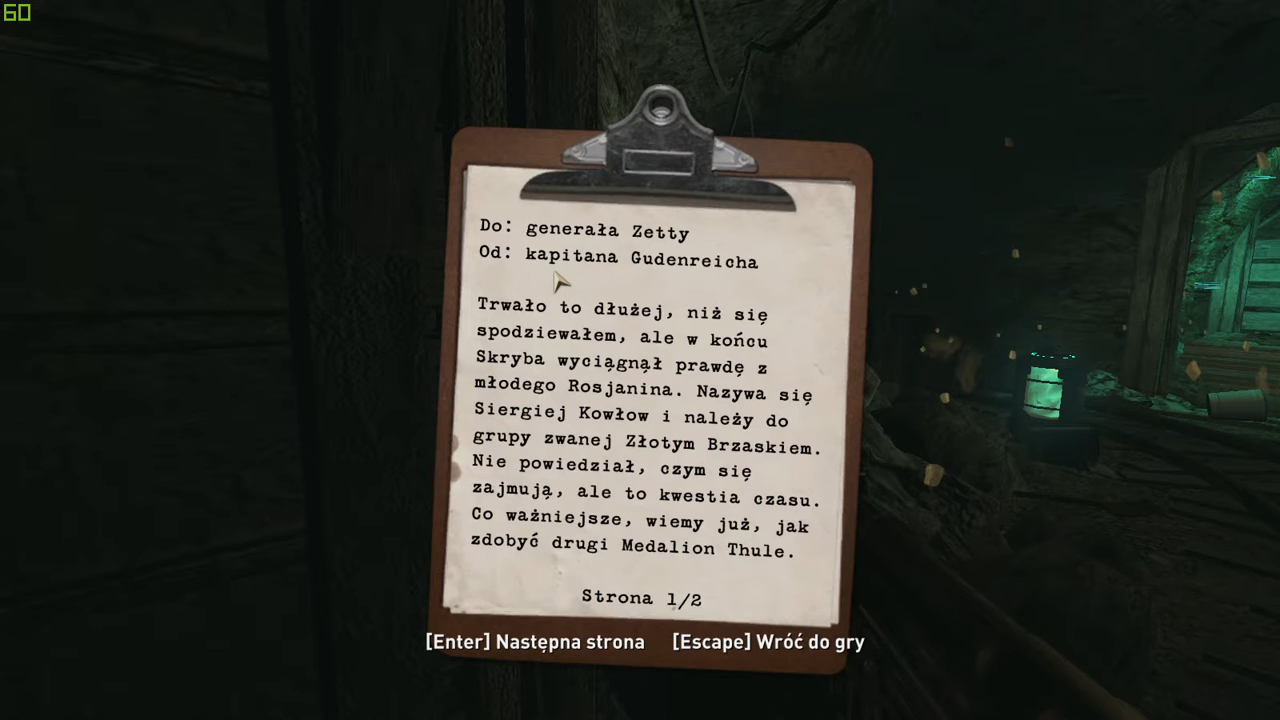 60
Do: generała Zetty
Od: kapitana Gudenreicha
Trwało to dłużej, niż się
spodziewałem, ale w końcu
Skryba wyciągnął prawdę z
młodego Rosjanina. Nazywa się
Siergiej Kowłow i należy do
grupy zwanej Złotym Brzaskiem.
Nie powiedział, czym się
zajmują, ale to kwestia czasu.
Co ważniejsze, wiemy już, jak
zdobyć drugi Medalion Thule.
Strona 1/2
[Enter] Następna strona [Escape] Wróć do gry